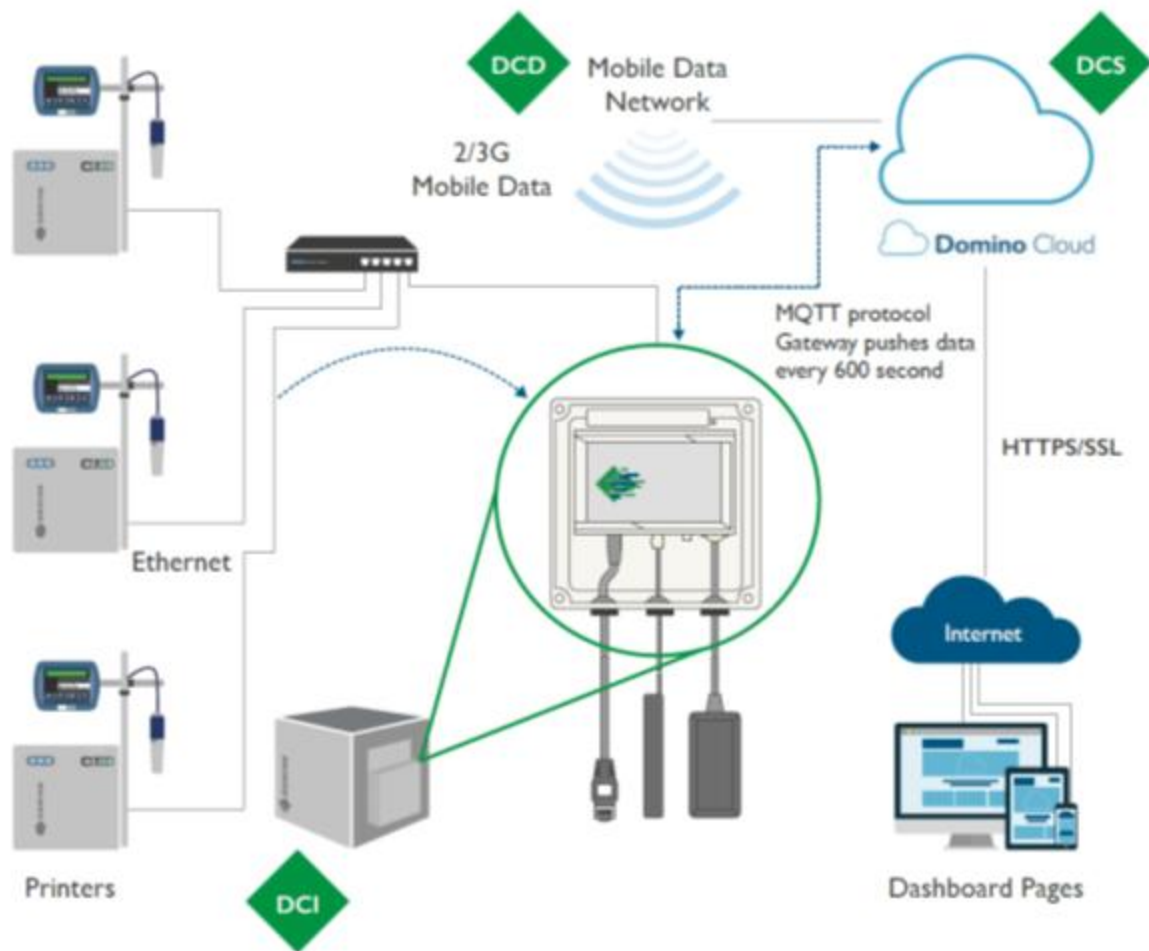 DCD
Mobile Data
Network
DCS
2/3G
Mobile Data
Domino Cloud
MQTT protocol
Gateway pushes data
every 600 second
HTTPS/SSL
Ethernet
Internet
Printers
DCI
Dashboard Pages